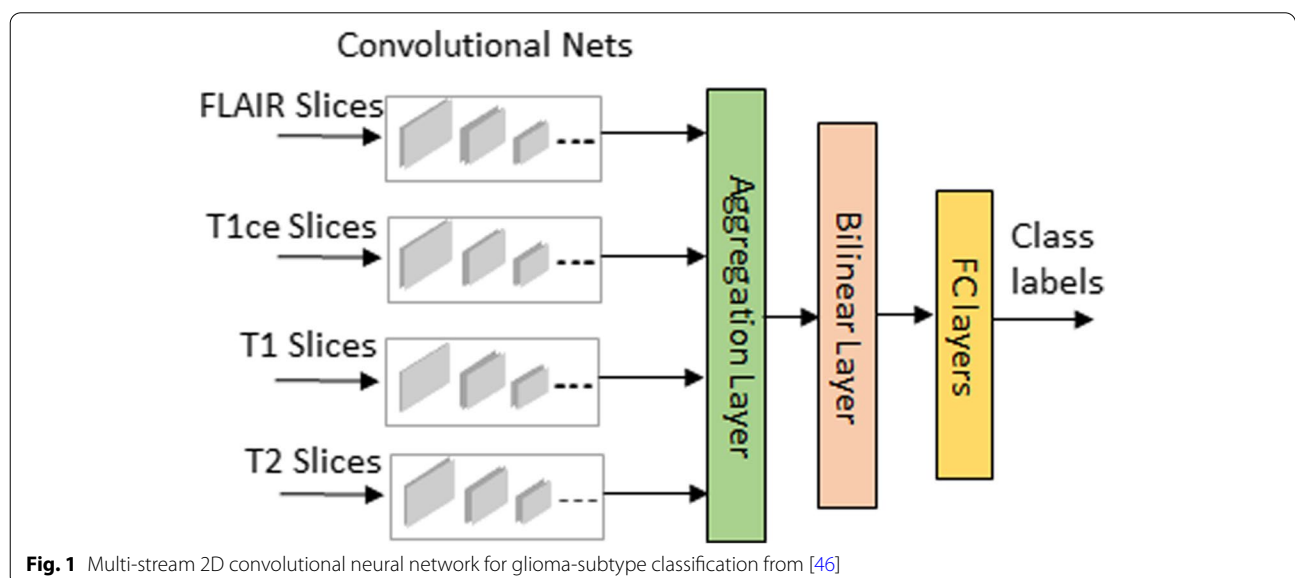 Convolutional Nets
FLAIR Slices
T1ce Slices
T1 Slices
T2 Slices
Aggregation Layer
Bilinear Layer
FC layers
Class
labels
Fig. 1 Multi-stream 2D convolutional neural network for glioma-subtype classification from [46]